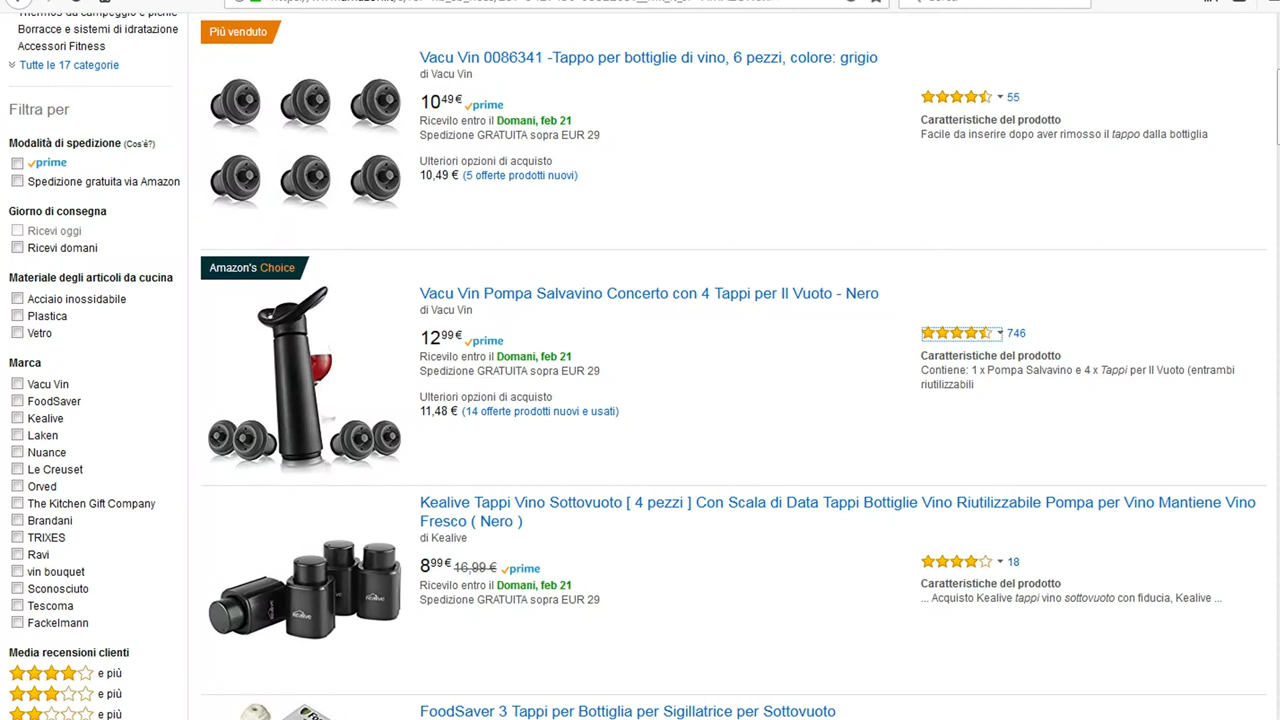 Thermos da campeggio e picnic
Borracce e sistemi di idratazione
Accessori Fitness
Tutte le 17 categorie
Filtra per
Modalità di spedizione (Cos'è?)
prime
Spedizione gratuita via Amazon
Giorno di consegna
Ricevi oggi
Ricevi domani
Materiale degli articoli da cucina
Acciaio inossidabile
Plastica
Vetro
Marca
Vacu Vin
FoodSaver
Kealive
Laken
Nuance
Le Creuset
Orved
The Kitchen Gift Company
Brandani
TRIXES
Ravi
vin bouquet
Sconosciuto
Tescoma
Fackelmann
Media recensioni clienti
e più
e più
e più
Più venduto
Vacu Vin 0086341 -Tappo per bottiglie di vino, 6 pezzi, colore: grigio
di Vacu Vin
10 49 € prime
Ricevilo entro il Domani, feb 21
Spedizione GRATUITA sopra EUR 29
Ulteriori opzioni di acquisto
10,49 € (5 offerte prodotti nuovi)
55
Caratteristiche del prodotto
Facile da inserire dopo aver rimosso il tappo dalla bottiglia
Amazon's Choice
Vacu Vin Pompa Salvavino Concerto con 4 Tappi per Il Vuoto - Nero
di Vacu Vin
12 99 € prime
Ricevilo entro il Domani, feb 21
Spedizione GRATUITA sopra EUR 29
Ulteriori opzioni di acquisto
11,48 € (14 offerte prodotti nuovi e usati)
746
Caratteristiche del prodotto
Contiene: 1 x Pompa Salvavino e 4 x Tappi per Il Vuoto (entrambi
riutilizzabili
Kealive Tappi Vino Sottovuoto [ 4 pezzi ] Con Scala di Data Tappi Bottiglie Vino Riutilizzabile Pompa per Vino Mantiene Vino
Fresco ( Nero )
di Kealive
8 99 € 16,99 € prime
Ricevilo entro il Domani, feb 21
Spedizione GRATUITA sopra EUR 29
18
Caratteristiche del prodotto
... Acquisto Kealive tappi vino sottovuoto con fiducia, Kealive ...
FoodSaver 3 Tappi per Bottiglia per Sigillatrice per Sottovuoto